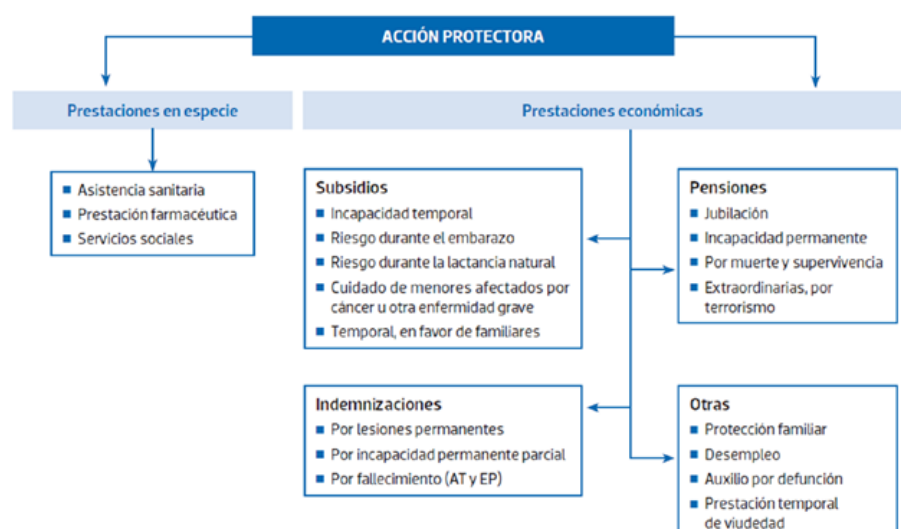 ACCIÓN PROTECTORA
Prestaciones en especie
Prestaciones económicas
Asistencia sanitaria
Prestación farmacéutica
Servicios sociales
Subsidios
Incapacidad temporal
Riesgo durante el embarazo
Riesgo durante la lactancia natural
Cuidado de menores afectados por
cáncer u otra enfermedad grave
Temporal, en favor de familiares
Pensiones
Jubilación
Incapacidad permanente
Por muerte y supervivencia
Extraordinarias, por
terrorismo
Indemnizaciones
Por lesiones permanentes
Por incapacidad permanente parcial
Por fallecimiento (AT y EP)
Otras
Protección familiar
Desempleo
Auxilio por defunción
Prestación temporal
de viudedad